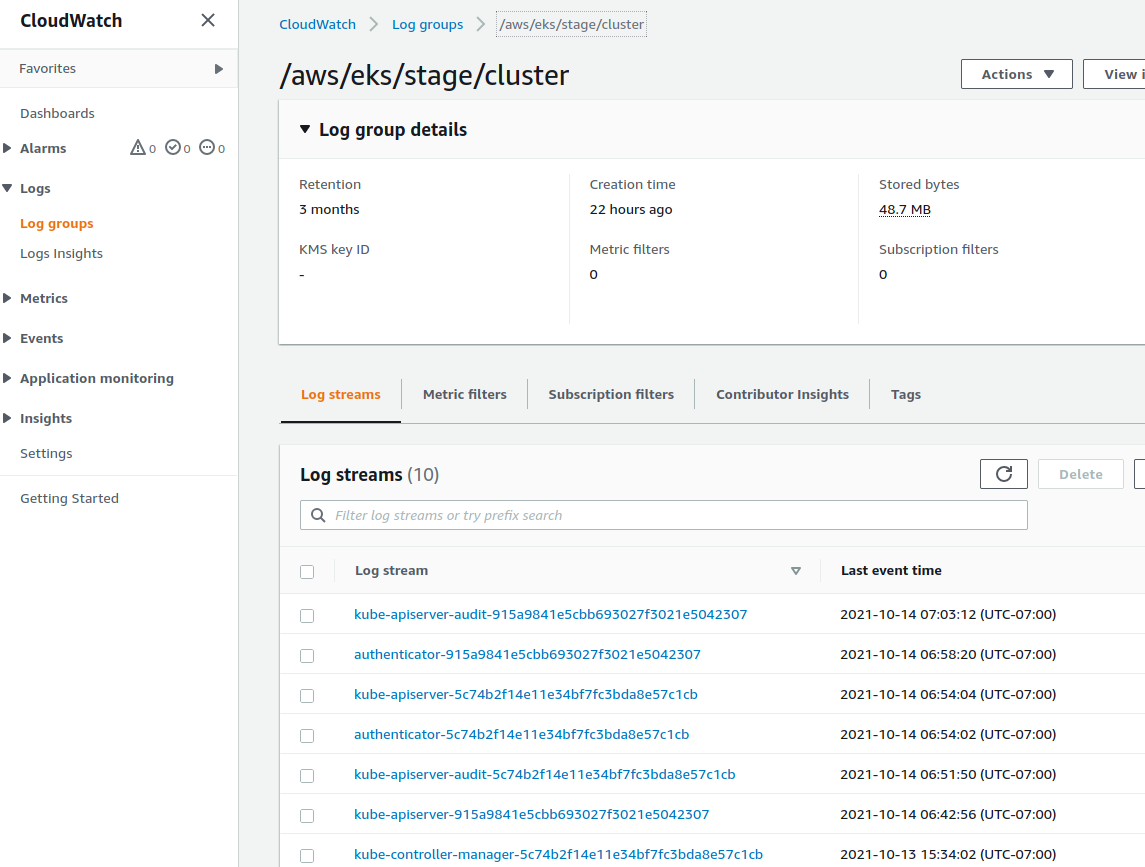 CloudWatch
Favorites
Dashboards
Alarms 0 0 0
Logs
Log groups
Logs Insights
Metrics
Events
Application monitoring
Insights
Settings
Getting Started
CloudWatch Log groups /aws/eks/stage/cluster
/aws/eks/stage/cluster
Actions View i
Log group details
Retention Creation time Stored bytes
3 months 22 hours ago 48.7 MB
KMS key ID Metric filters Subscription filters
- 0 0
Log streams Metric filters Subscription filters Contributor Insights Tags
Log streams (10)
Delete
Filter log streams or try prefix search
Log stream Last event time
kube-apiserver-audit-915a9841e5cbb693027f3021e5042307 2021-10-14 07:03:12 (UTC-07:00)
authenticator-915a9841e5cbb693027f3021e5042307 2021-10-14 06:58:20 (UTC-07:00)
kube-apiserver-5c74b2f14e11e34bf7fc3bda8e57c1cb 2021-10-14 06:54:04 (UTC-07:00)
authenticator-5c74b2f14e11e34bf7fc3bda8e57c1cb 2021-10-14 06:54:02 (UTC-07:00)
kube-apiserver-audit-5c74b2f14e11e34bf7fc3bda8e57c1cb 2021-10-14 06:51:50 (UTC-07:00)
kube-apiserver-915a9841e5cbb693027f3021e5042307 2021-10-14 06:42:56 (UTC-07:00)
kube-controller-manager-5c74b2f14e11e34bf7fc3bda8e57c1cb 2021-10-13 15:34:02 (UTC-07:00)